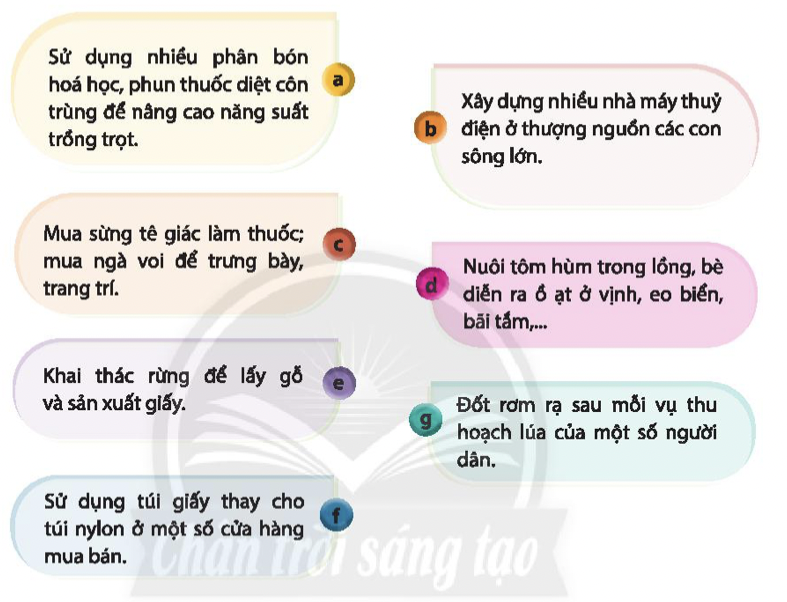 Sử dụng nhiều phân bón
hoá học, phun thuốc diệt côn
trùng để nâng cao năng suất
trồng trọt.
a
b
Xây dựng nhiều nhà máy thuỷ
điện ở thượng nguồn các con
sông lớn.
Mua sừng tê giác làm thuốc;
mua ngà voi để trưng bày,
trang trí.
c
d
Nuôi tôm hùm trong lồng, bè
diễn ra ồ ạt ở vịnh, eo biển,
bãi tắm,...
Khai thác rừng để lấy gỗ
và sản xuất giấy.
e
g
Đốt rơm rạ sau mỗi vụ thu
hoạch lúa của một số người
dân.
Sử dụng túi giấy thay cho
túi nylon ở một số cửa hàng
mua bán.
f
Chân trời sáng tạo